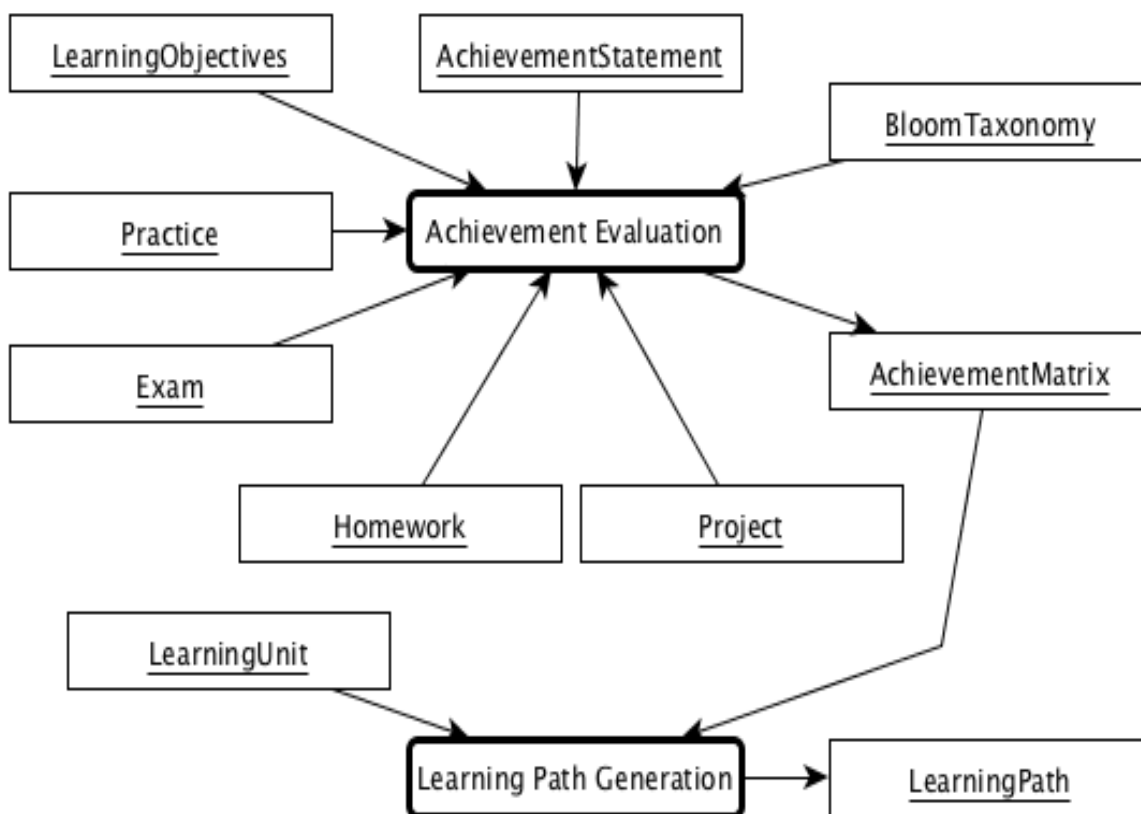 LearningObjectives
AchievementStatement
BloomTaxonomy
Practice
Achievement Evaluation
Exam
AchievementMatrix
Homework
Project
LearningUnit
Learning Path Generation
LearningPath